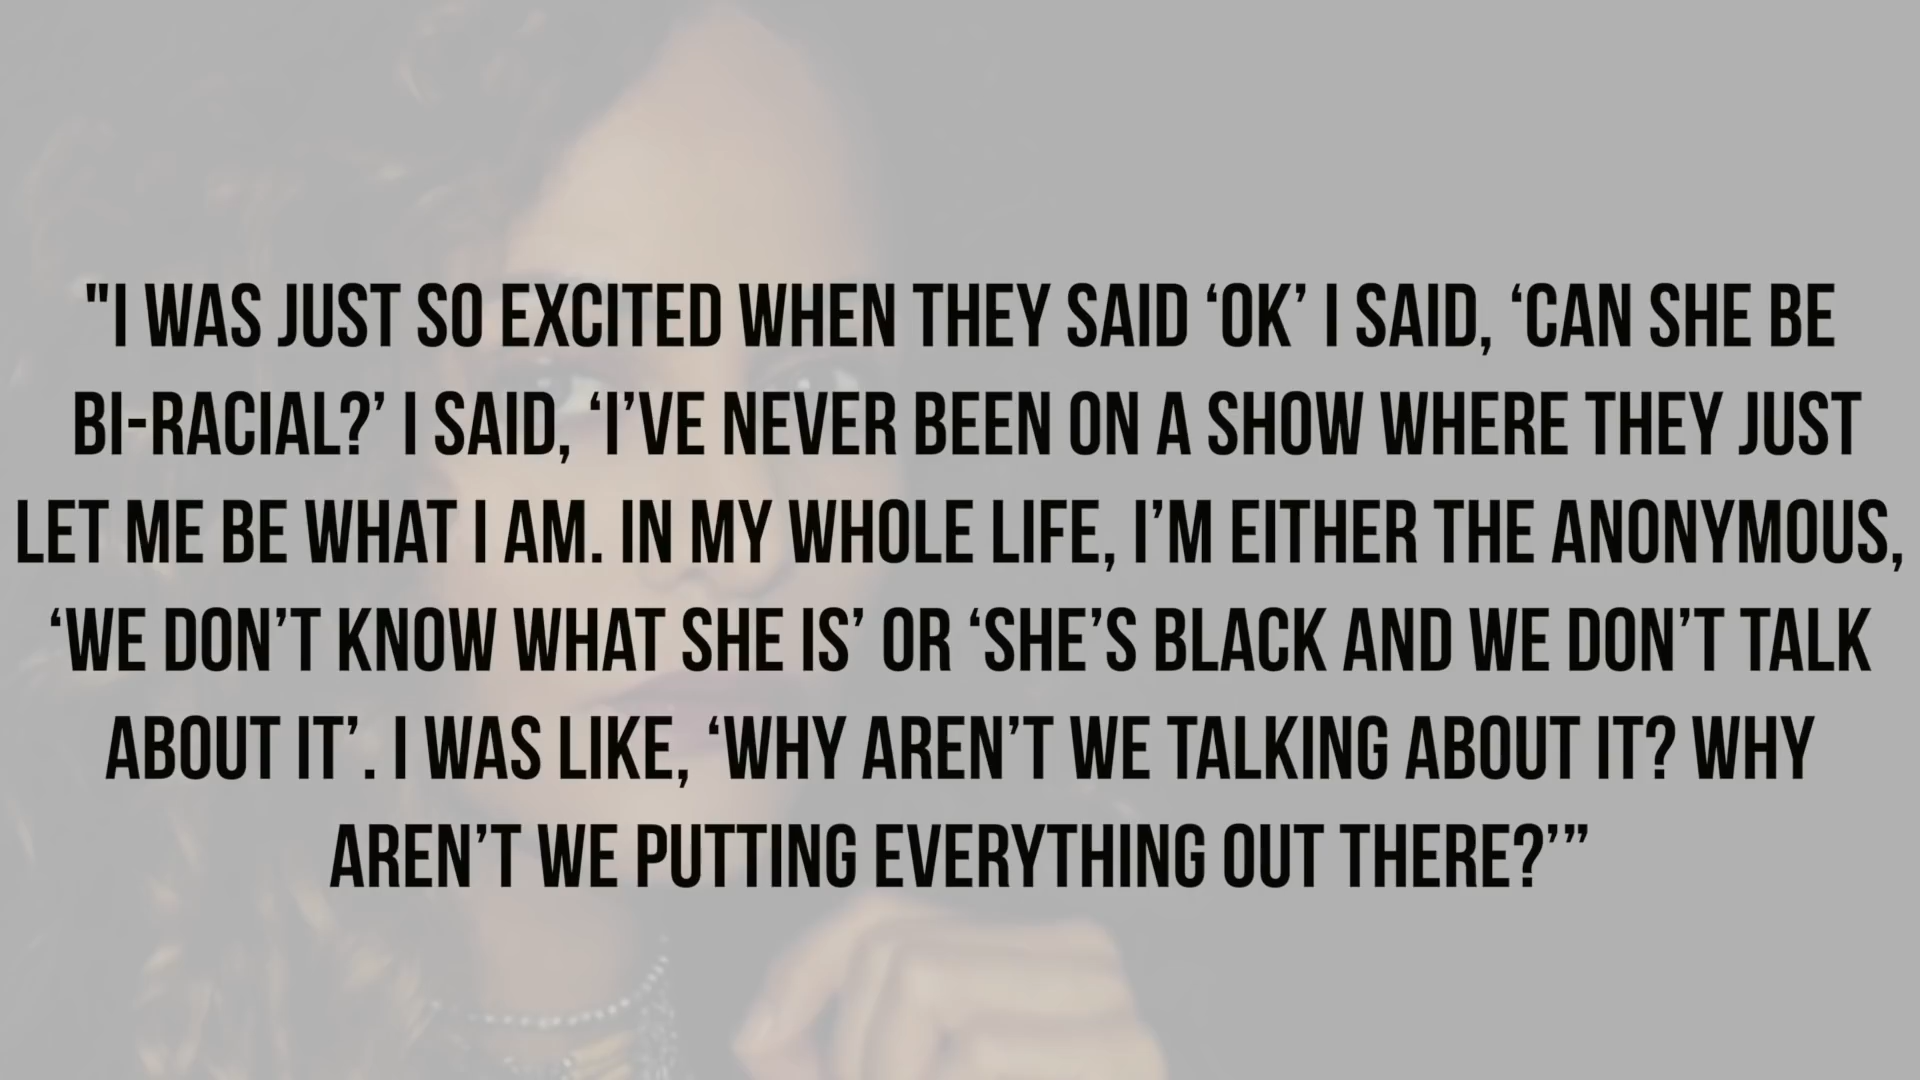 "I WAS JUST SO EXCITED WHEN THEY SAID ‘OK’ I SAID, ‘CAN SHE BE
BI-RACIAL?’ I SAID, ‘I’VE NEVER BEEN ON A SHOW WHERE THEY JUST
LET ME BE WHAT I AM. IN MY WHOLE LIFE, I’M EITHER THE ANONYMOUS,
‘WE DON’T KNOW WHAT SHE IS’ OR ‘SHE’S BLACK AND WE DON’T TALK
ABOUT IT’. I WAS LIKE, ‘WHY AREN’T WE TALKING ABOUT IT? WHY
AREN’T WE PUTTING EVERYTHING OUT THERE?’”